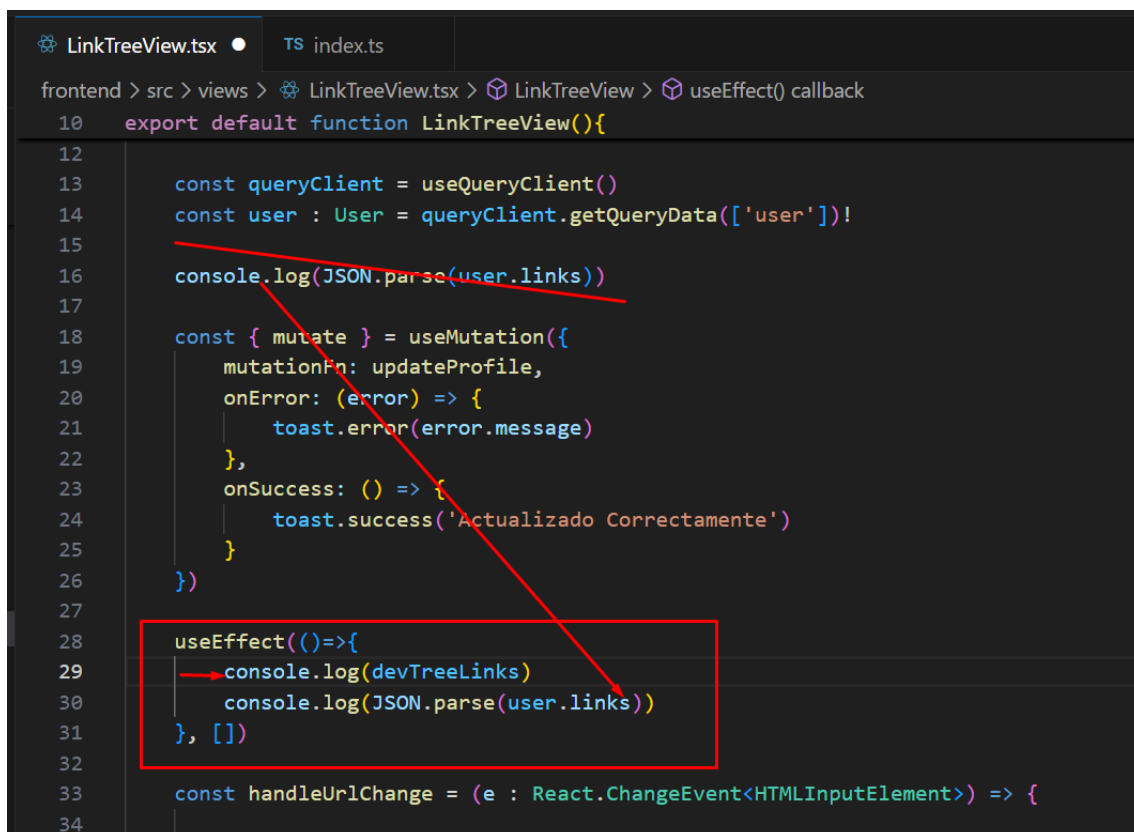 LinkTreeView.tsx
TS index.ts
frontend > src > views > LinkTreeView.tsx > LinkTreeView > useEffect() callback
10 export default function LinkTreeView(){
12
13 const queryClient = useQueryClient()
14 const user : User = queryClient.getQueryData(['user'])!
15
16 console.log(JSON.parse(user.links))
17
18 const { mutate } = useMutation({
19 mutationFn: updateProfile,
20 onError: (error) => {
21 toast.error(error.message)
22 },
23 onSuccess: () => {
24 toast.success('Actualizado Correctamente')
25 }
26 })
27
28 useEffect(()=>{
29 console.log(devTreeLinks)
30 console.log(JSON.parse(user.links))
31 }, [])
32
33 const handleUrlChange = (e : React.ChangeEvent<HTMLInputElement>) => {
34